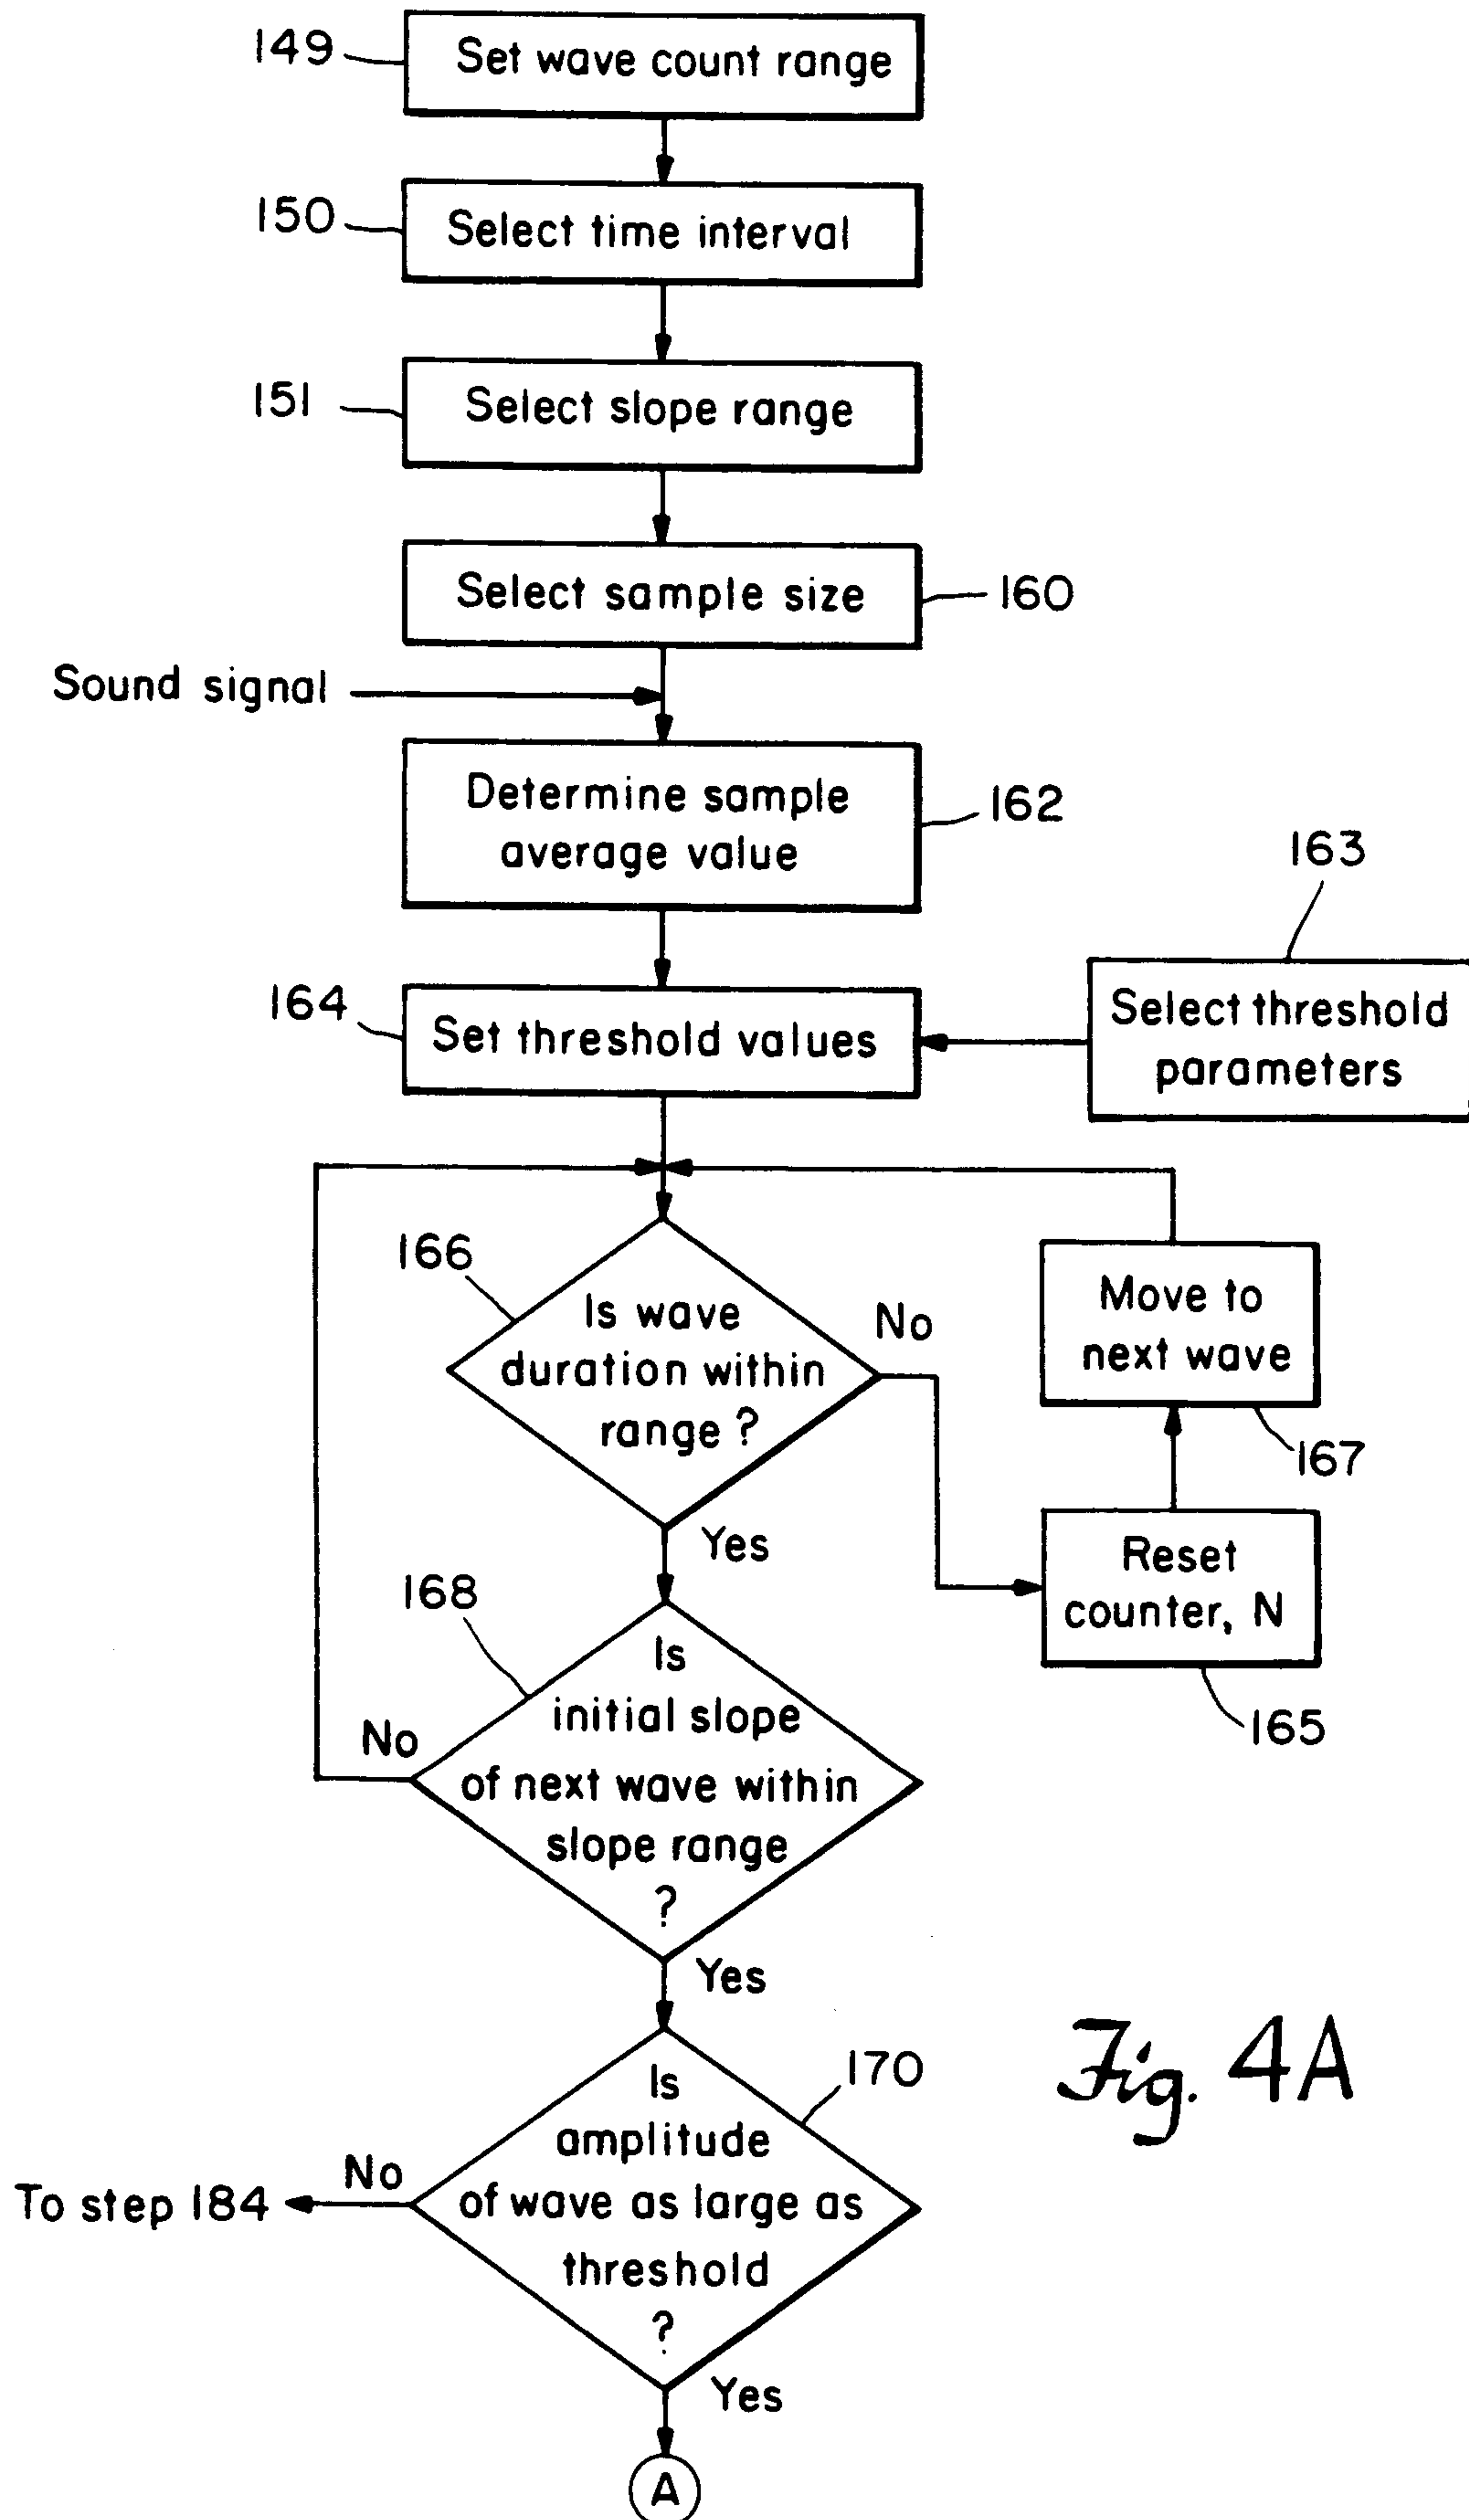 149
Set wave count range
150
Select time interval
151
Select slope range
Select sample size
160
Sound signal
Determine sample
average value
162
163
164
Set threshold values
Select threshold
parameters
166
Is wave
duration within
range ?
No
Yes
Move to
next wave
167
Reset
counter, N
165
168
Is
initial slope
of next wave within
slope range
?
No
Yes
170
Is
amplitude
of wave as large as
threshold
?
No
To step 184
Yes
A
Fig. 4A